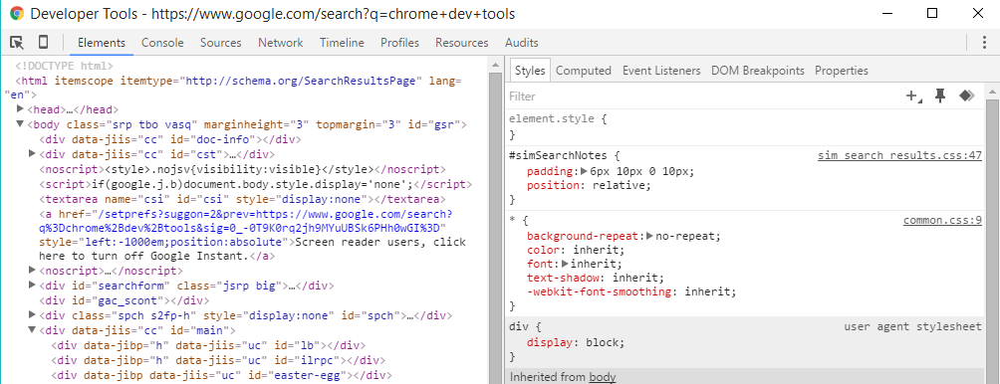 Developer Tools - https://www.google.com/search?q=chrome+dev+tools
Elements Console Sources Network Timeline Profiles Resources Audits
<!DOCTYPE html>
<html itemscope itemtype="http://schema.org/SearchResultsPage" lang=
"en">
<head>…</head>
<body class="srp tbo vasq" marginheight="3" topmargin="3" id="gsr">
<div data-jiis="cc" id="doc-info"></div>
<div data-jiis="cc" id="cst">…</div>
<noscript><style>.nojsv{visibility:visible}</style></noscript>
<script>if(google.j.b)document.body.style.display='none';</script>
<textarea name="csi" id="csi" style="display:none"></textarea>
<a href="/setprefs?suggon=2&prev=https://www.google.com/search?
q%3Dchrome%2Bdev%2Btools&sig=0_-0T9K0rq2jh9MYuUBSk6PHh0wGI%3D"
style="left:-1000em;position:absolute">Screen reader users, click
here to turn off Google Instant.</a>
<noscript>…</noscript>
<div id="searchform" class="jsrp big">…</div>
<div id="gac_scont"></div>
<div class="spch s2fp-h" style="display:none" id="spch">…</div>
<div data-jiis="cc" id="main">
<div data-jibp="h" data-jiis="uc" id="lb"></div>
<div data-jibp="h" data-jiis="uc" id="ilrpc"></div>
<div data-jibp data-jiis="uc" id="easter-egg"></div>
Styles Computed Event Listeners DOM Breakpoints Properties
Filter
element.style {
}
#simSearchNotes { sim search results.css:47
padding: 6px 10px 0 10px;
position: relative;
}
* { common.css:9
background-repeat: no-repeat;
color: inherit;
font: inherit;
text-shadow: inherit;
-webkit-font-smoothing: inherit;
}
div { user agent stylesheet
display: block;
}
Inherited from body